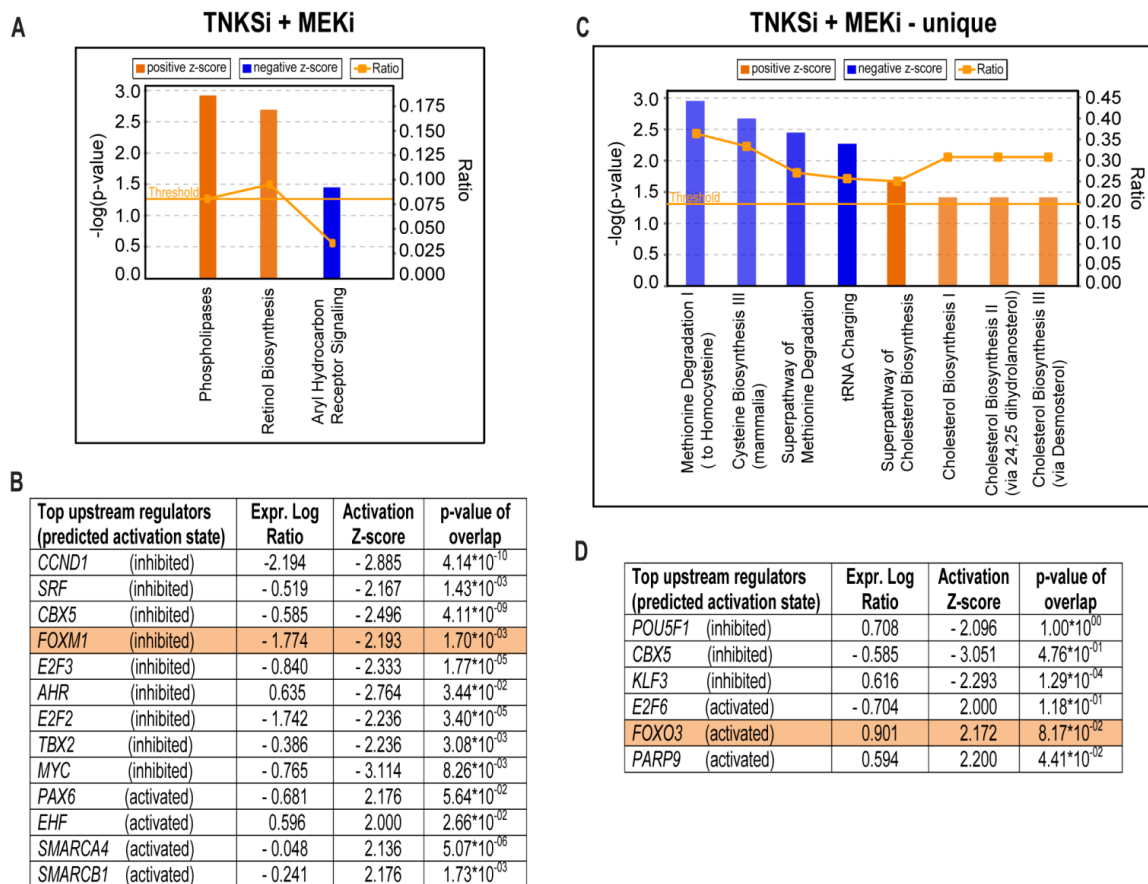 A
TNKSi + MEKi
positive z-score negative z-score Ratio
3.0
2.5
2.0
1.5
1.0
0.5
0.0
-log(p-value)
Threshold
0.175
0.150
0.125
0.100
0.075
0.050
0.025
0.000
Ratio
Phospholipases
Retinol Biosynthesis
Aryl Hydrocarbon
Receptor Signaling
B
Top upstream regulators (predicted activation state) Expr. Log Ratio Activation Z-score p-value of overlap
CCND1 (inhibited) -2.194 - 2.885 4.14*10^-10
SRF (inhibited) - 0.519 - 2.167 1.43*10^-03
CBX5 (inhibited) - 0.585 - 2.496 4.11*10^-09
FOXM1 (inhibited) - 1.774 - 2.193 1.70*10^-03
E2F3 (inhibited) - 0.840 - 2.333 1.77*10^-05
AHR (inhibited) 0.635 - 2.764 3.44*10^-02
E2F2 (inhibited) - 1.742 - 2.236 3.40*10^-05
TBX2 (inhibited) - 0.386 - 2.236 3.08*10^-03
MYC (inhibited) - 0.765 - 3.114 8.26*10^-03
PAX6 (activated) - 0.681 2.176 5.64*10^-02
EHF (activated) 0.596 2.000 2.66*10^-02
SMARCA4 (activated) - 0.048 2.136 5.07*10^-06
SMARCB1 (activated) - 0.241 2.176 1.73*10^-03
C
TNKSi + MEKi - unique
positive z-score negative z-score Ratio
3.0
2.5
2.0
1.5
1.0
0.5
0.0
-log(p-value)
Threshold
0.45
0.40
0.35
0.30
0.25
0.20
0.15
0.10
0.05
0.00
Ratio
Methionine Degradation I
( to Homocysteine)
Cysteine Biosynthesis III
(mammalia)
Superpathway of
Methionine Degradation
tRNA Charging
Superpathway of
Cholesterol Biosynthesis
Cholesterol Biosynthesis I
Cholesterol Biosynthesis II
(via 24,25 dihydrolanosterol)
Cholesterol Biosynthesis III
(via Desmosterol)
D
Top upstream regulators (predicted activation state) Expr. Log Ratio Activation Z-score p-value of overlap
POU5F1 (inhibited) 0.708 - 2.096 1.00*10^00
CBX5 (inhibited) - 0.585 - 3.051 4.76*10^-01
KLF3 (inhibited) 0.616 - 2.293 1.29*10^-04
E2F6 (activated) - 0.704 2.000 1.18*10^-01
FOXO3 (activated) 0.901 2.172 8.17*10^-02
PARP9 (activated) 0.594 2.200 4.41*10^-02